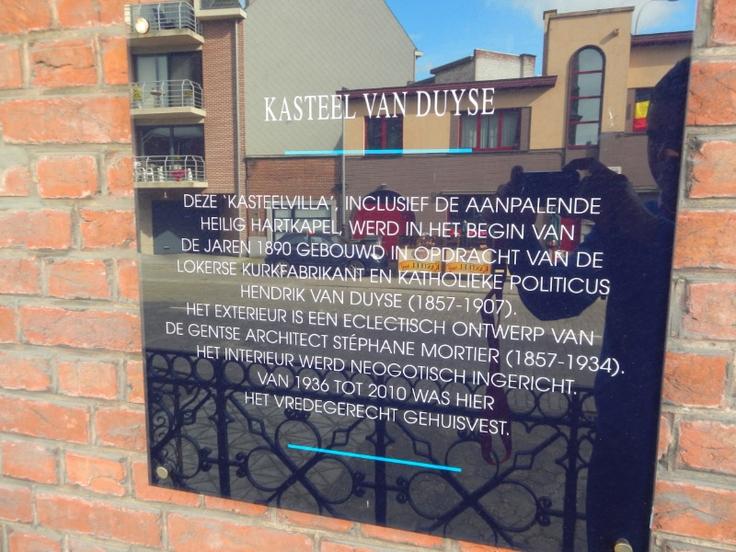 KASTEEL VAN DUYSE
DEZE 'KASTEELVILLA', INCLUSIEF DE AANPALENDE
HEILIG HARTKAPEL, WERD IN HET BEGIN VAN
DE JAREN 1890 GEBOUWD IN OPDRACHT VAN DE
LOKERSE KURKFABRIKANT EN KATHOLIEKE POLITICUS
HENDRIK VAN DUYSE (1857-1907).
HET EXTERIEUR IS EEN ECLECTISCH ONTWERP VAN
DE GENTSE ARCHITECT STÉPHANE MORTIER (1857-1934).
HET INTERIEUR WERD NEOGOTISCH INGERICHT.
VAN 1936 TOT 2010 WAS HIER
HET VREDEGERECHT GEHUISVEST.